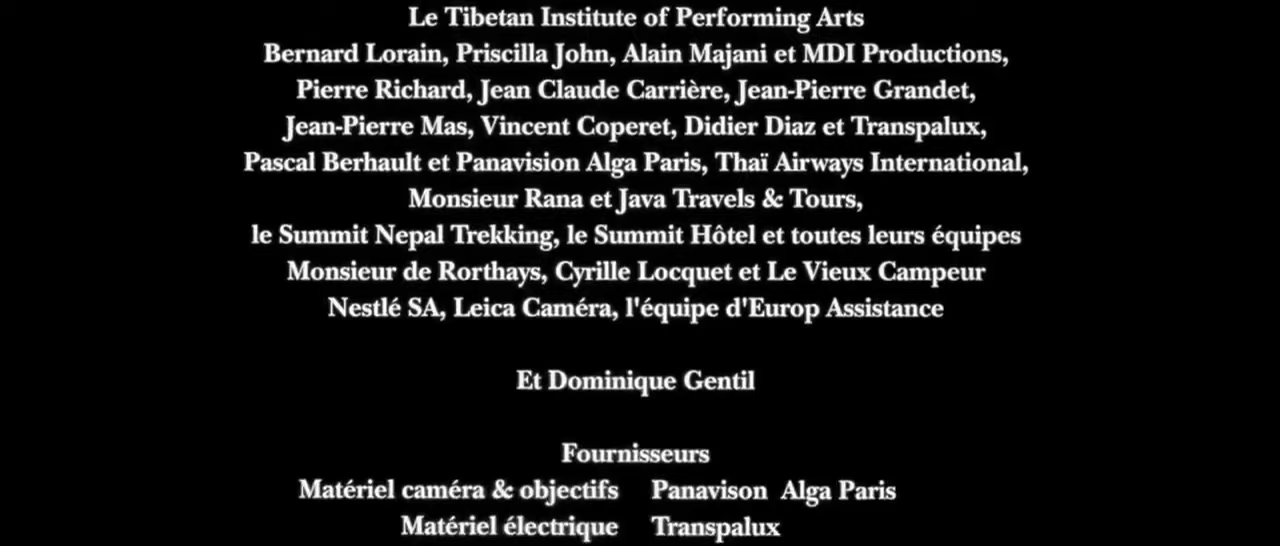 Le Tibetan Institute of Performing Arts
Bernard Lorain, Priscilla John, Alain Majani et MDI Productions,
Pierre Richard, Jean Claude Carrière, Jean-Pierre Grandet,
Jean-Pierre Mas, Vincent Coperet, Didier Diaz et Transpalux,
Pascal Berhault et Panavision Alga Paris, Thaï Airways International,
Monsieur Rana et Java Travels & Tours,
le Summit Nepal Trekking, le Summit Hôtel et toutes leurs équipes
Monsieur de Rorthays, Cyrille Locquet et Le Vieux Campeur
Nestlé SA, Leica Caméra, l'équipe d'Europ Assistance
Et Dominique Gentil
Fournisseurs
Matériel caméra & objectifs Panavison Alga Paris
Matériel électrique Transpalux